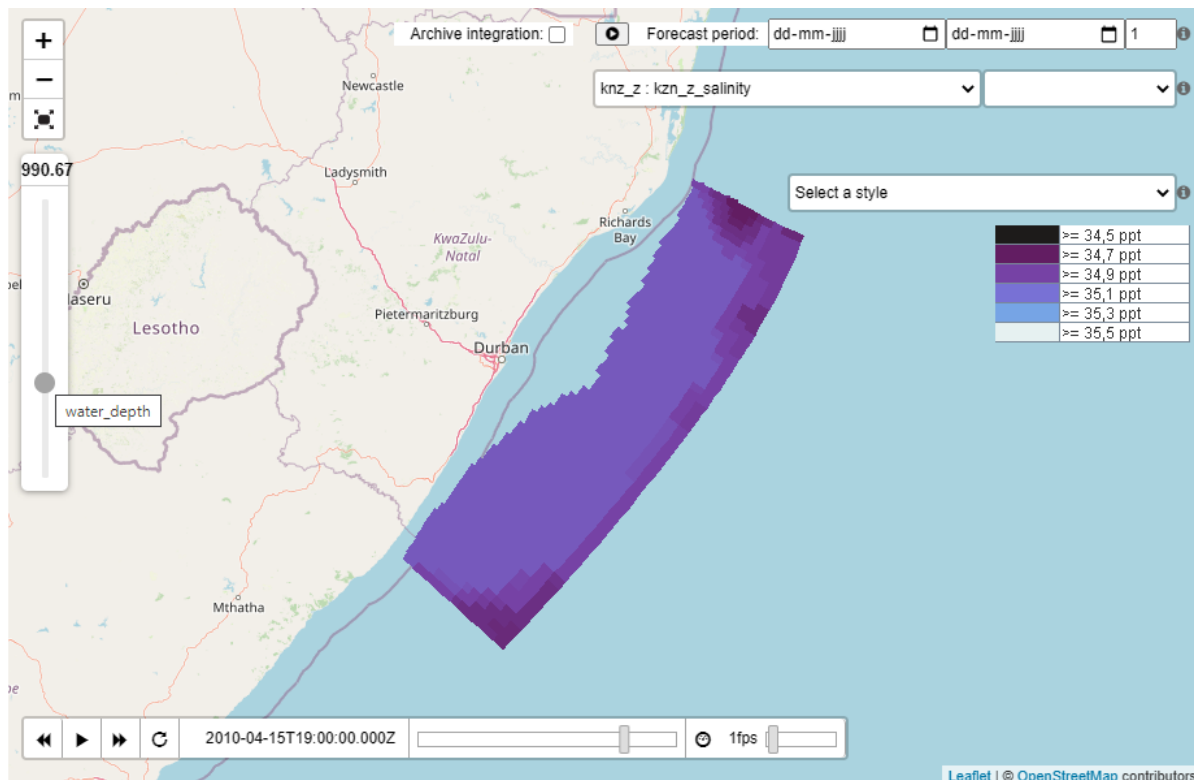 Archive integration:
Forecast period:
dd-mm-jjjj
dd-mm-jjjj
1
knz_z : kzn_z_salinity
Select a style
>= 34,5 ppt
>= 34,7 ppt
>= 34,9 ppt
>= 35,1 ppt
>= 35,3 ppt
>= 35,5 ppt
+
−
990.67
water_depth
Newcastle
Ladysmith
Richards
Bay
KwaZulu-
Natal
Pietermaritzburg
Durban
Lesotho
Mthatha
2010-04-15T19:00:00.000Z
1fps
Leaflet | © OpenStreetMap contributors